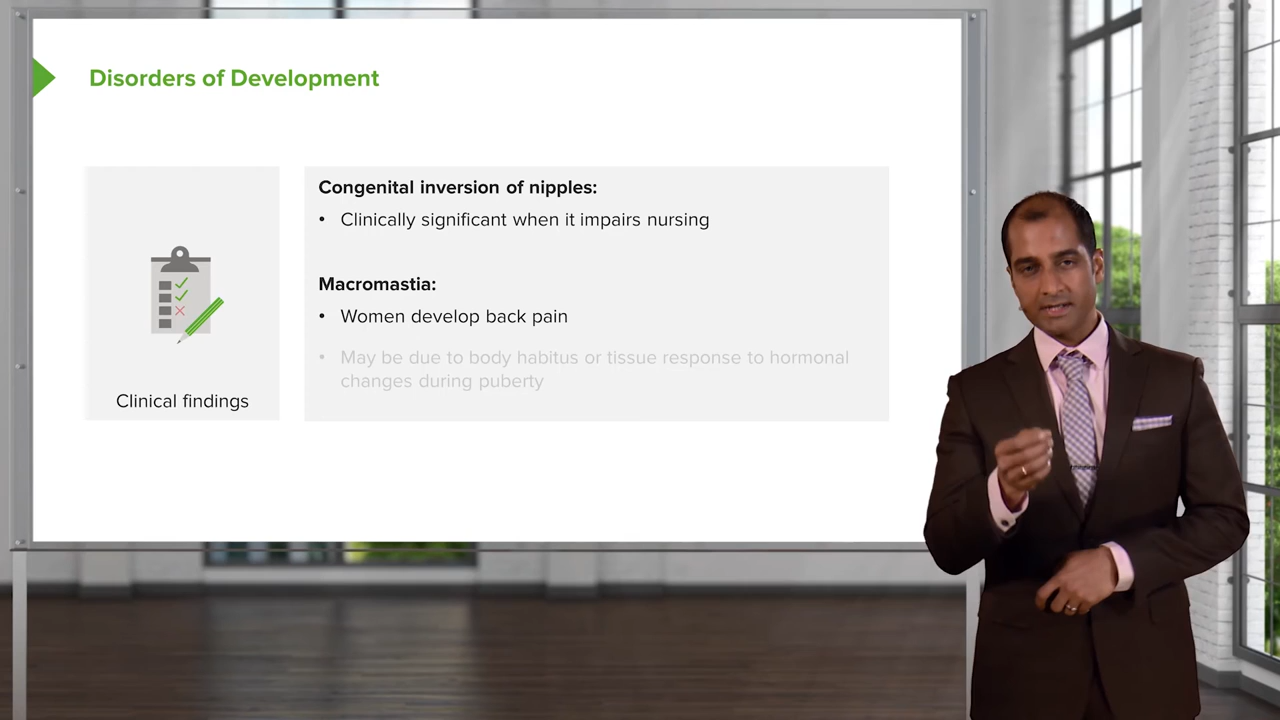 Disorders of Development
Congenital inversion of nipples:
• Clinically significant when it impairs nursing
Macromastia:
• Women develop back pain
• May be due to body habitus or tissue response to hormonal
changes during puberty
Clinical findings